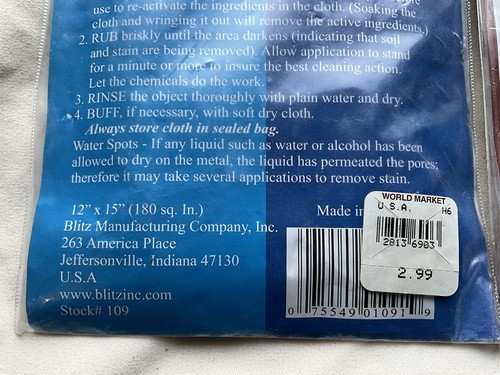 use to re-activate the ingredients in the cloth. (Soaking the
cloth and wringing it out will remove the active ingredients.)
2. RUB briskly until the area darkens (indicating that soil
and stain are being removed). Allow application to stand
for a minute or more to insure the best cleaning action.
Let the chemicals do the work.
3. RINSE the object thoroughly with plain water and dry.
4. BUFF, if necessary, with soft dry cloth.
Always store cloth in sealed bag.
Water Spots - If any liquid such as water or alcohol has been
allowed to dry on the metal, the liquid has permeated the pores;
therefore it may take several applications to remove stain.
12" x 15" (180 sq. In.)
Blitz Manufacturing Company, Inc.
263 America Place
Jeffersonville, Indiana 47130
U.S.A
www.blitzinc.com
Stock# 109
Made in
WORLD MARKET
U.S.A. H6
2813 6903
2.99
0 75549 01091 9